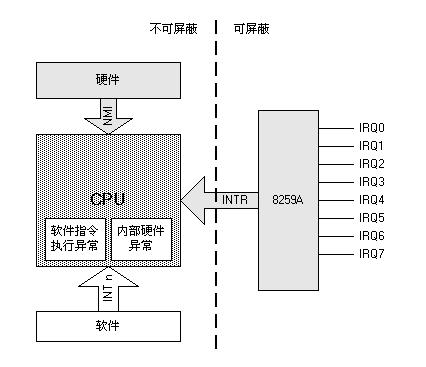 不可屏蔽
可屏蔽
硬件
NMI
CPU
软件指令
执行异常
内部硬件
异常
INTR
8259A
IRQ0
IRQ1
IRQ2
IRQ3
IRQ4
IRQ5
IRQ6
IRQ7
INT n
软件